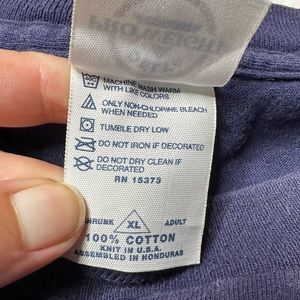 MACHINE WASH WARM
WITH LIKE COLORS
ONLY NON-CHLORINE BLEACH
WHEN NEEDED
TUMBLE DRY LOW
DO NOT IRON IF DECORATED
DO NOT DRY CLEAN IF
DECORATED
RN 15373
SHRUNK XL ADULT
100% COTTON
KNIT IN U.S.A.
ASSEMBLED IN HONDURAS